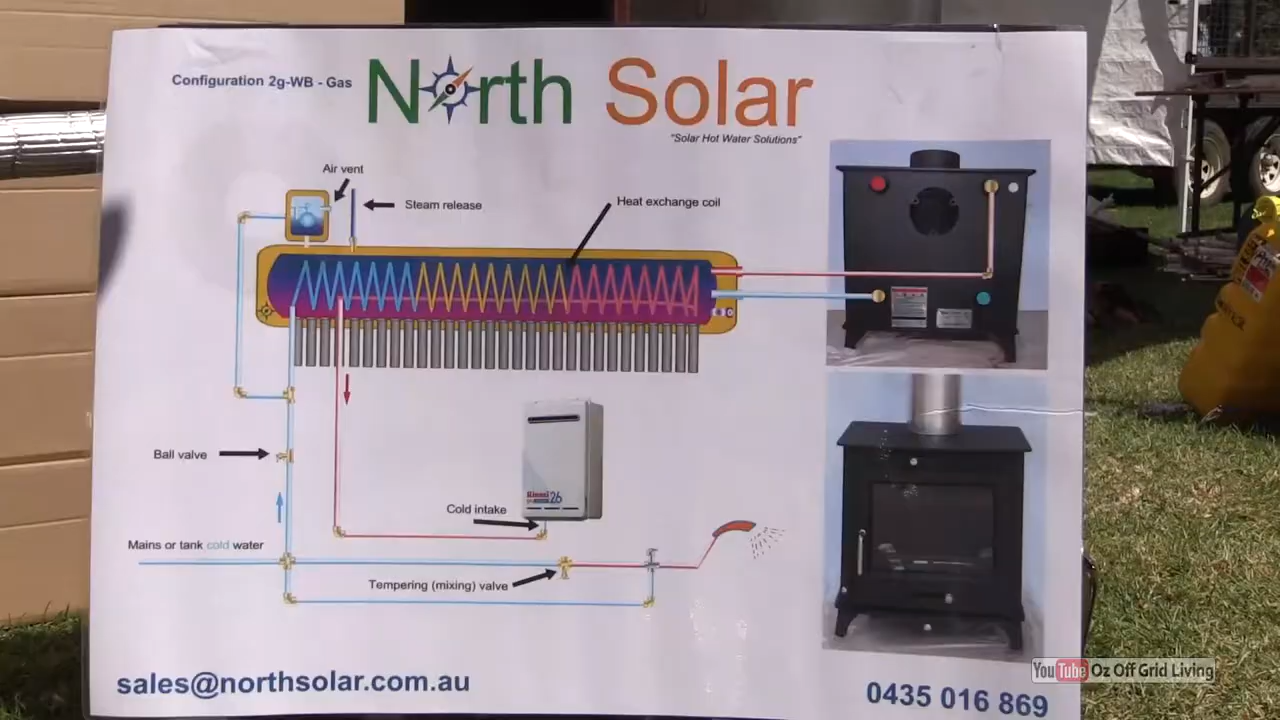 Configuration 2g-WB - Gas
North Solar
"Solar Hot Water Solutions"
Air vent
Steam release
Heat exchange coil
Ball valve
Rinnai 26
Cold intake
Mains or tank cold water
Tempering (mixing) valve
sales@northsolar.com.au
0435 016 869
YouTube Oz Off Grid Living